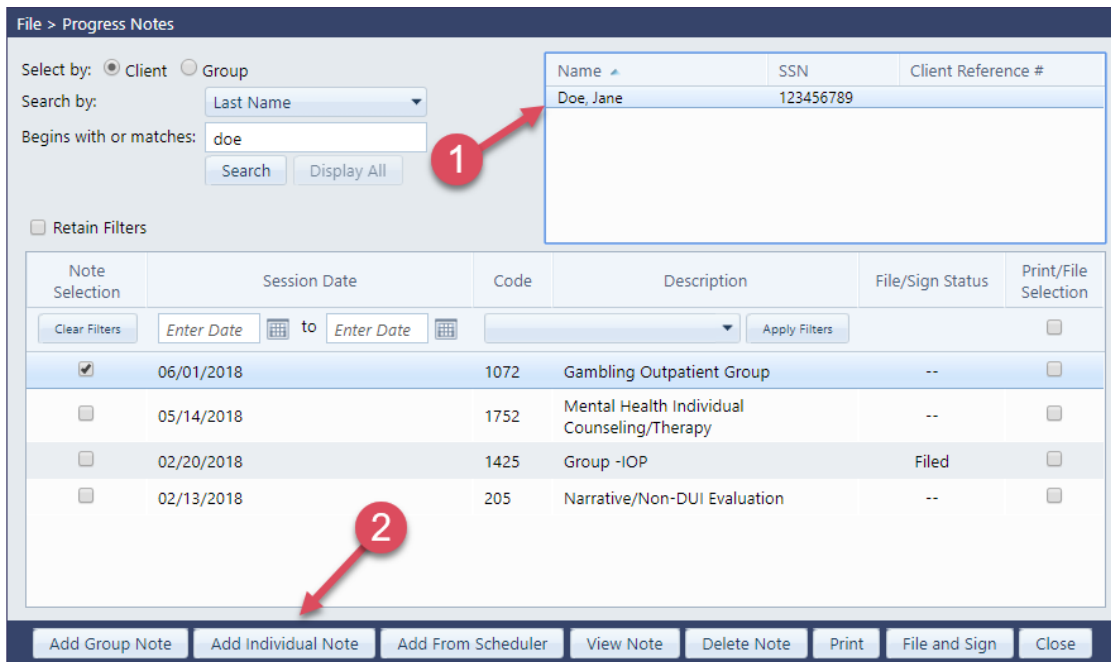 File > Progress Notes
Select by: Client Group
Search by: Last Name
Begins with or matches: doe
Search Display All
Retain Filters
Name SSN Client Reference #
Doe, Jane 123456789
1
Note Selection Session Date Code Description File/Sign Status Print/File Selection
Clear Filters Enter Date to Enter Date Apply Filters
06/01/2018 1072 Gambling Outpatient Group --
05/14/2018 1752 Mental Health Individual Counseling/Therapy --
02/20/2018 1425 Group -IOP Filed
02/13/2018 205 Narrative/Non-DUI Evaluation --
2
Add Group Note Add Individual Note Add From Scheduler View Note Delete Note Print File and Sign Close